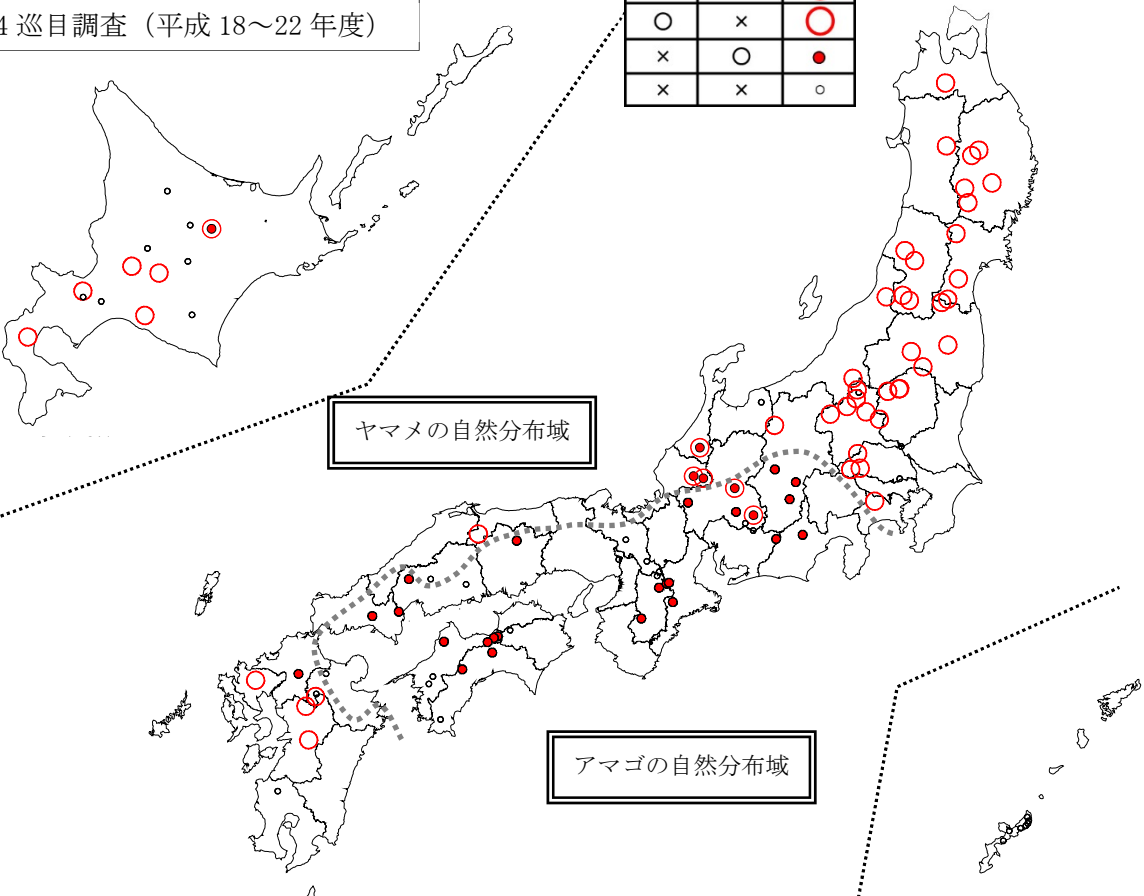 4 巡目調査（平成 18～22 年度）
○ × ○
× ○ ●
× × ○
ヤマメの自然分布域
アマゴの自然分布域